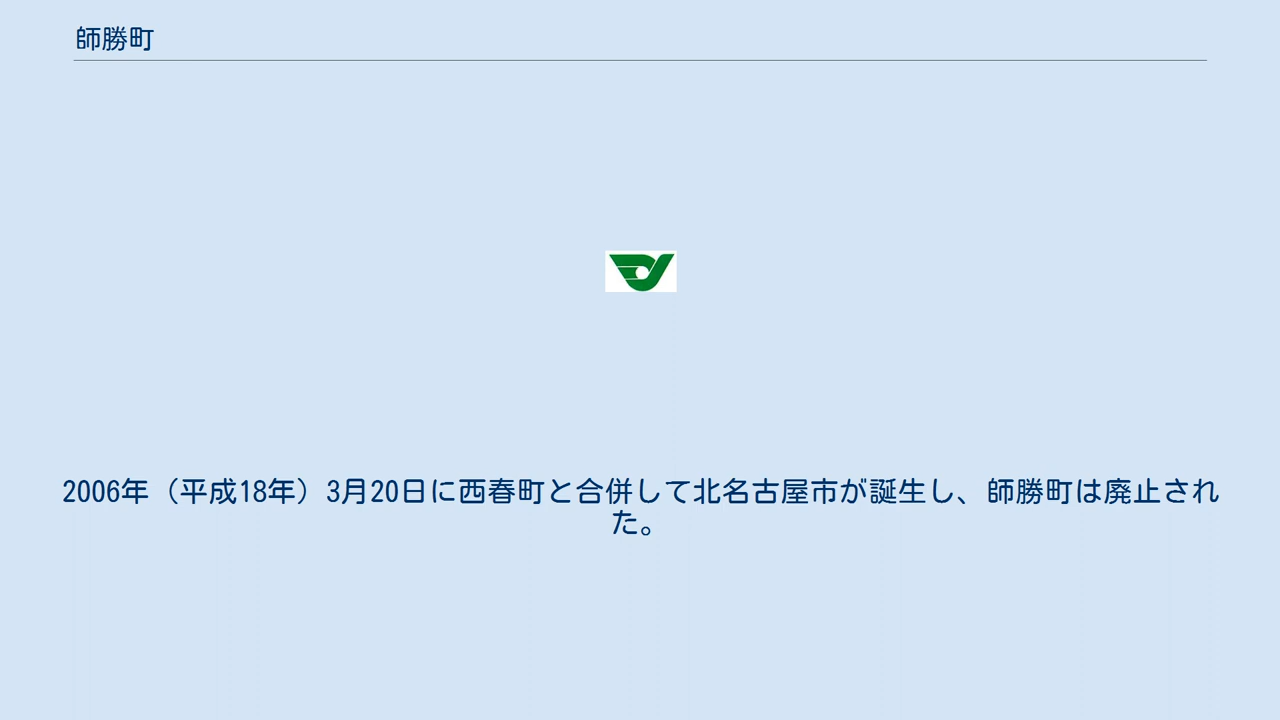 師勝町
2006年（平成18年）3月20日に西春町と合併して北名古屋市が誕生し、師勝町は廃止され
た。